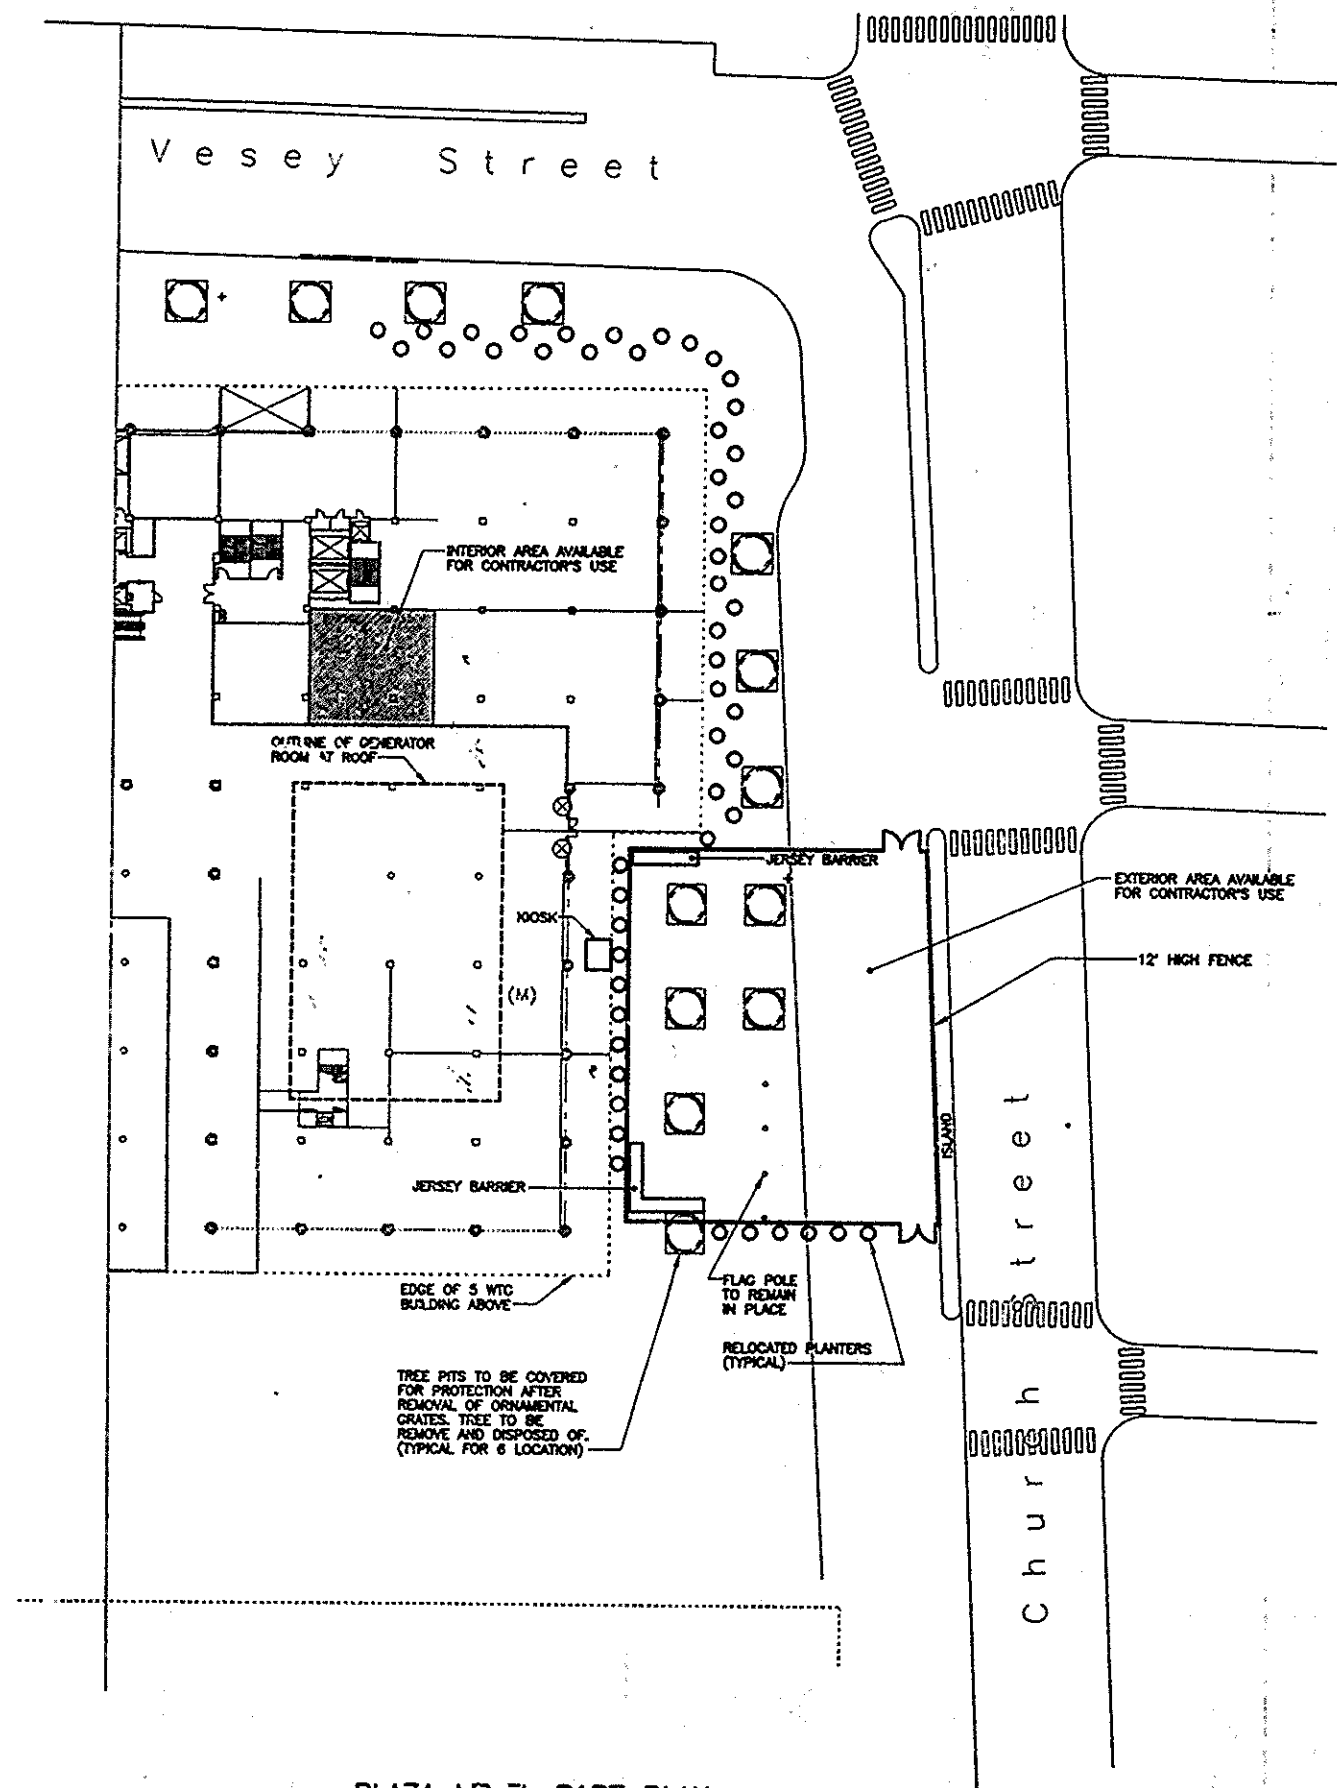 Vesey Street
INTERIOR AREA AVAILABLE
FOR CONTRACTOR'S USE
OUTLINE OF GENERATOR
ROOM AT ROOF
JERSEY BARRIER
EXTERIOR AREA AVAILABLE
FOR CONTRACTOR'S USE
KIOSK
12' HIGH FENCE
(M)
ISLAND
JERSEY BARRIER
EDGE OF 5 WTC
BUILDING ABOVE
FLAG POLE
TO REMAIN
IN PLACE
RELOCATED PLANTERS
(TYPICAL)
TREE PITS TO BE COVERED
FOR PROTECTION AFTER
REMOVAL OF ORNAMENTAL
GRATES. TREE TO BE
REMOVE AND DISPOSED OF.
(TYPICAL FOR 6 LOCATION)
Church Street
PLAZA PART PLAN